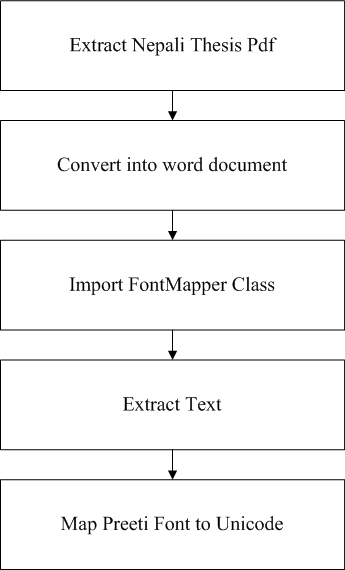 Extract Nepali Thesis Pdf
Convert into word document
Import FontMapper Class
Extract Text
Map Preeti Font to Unicode